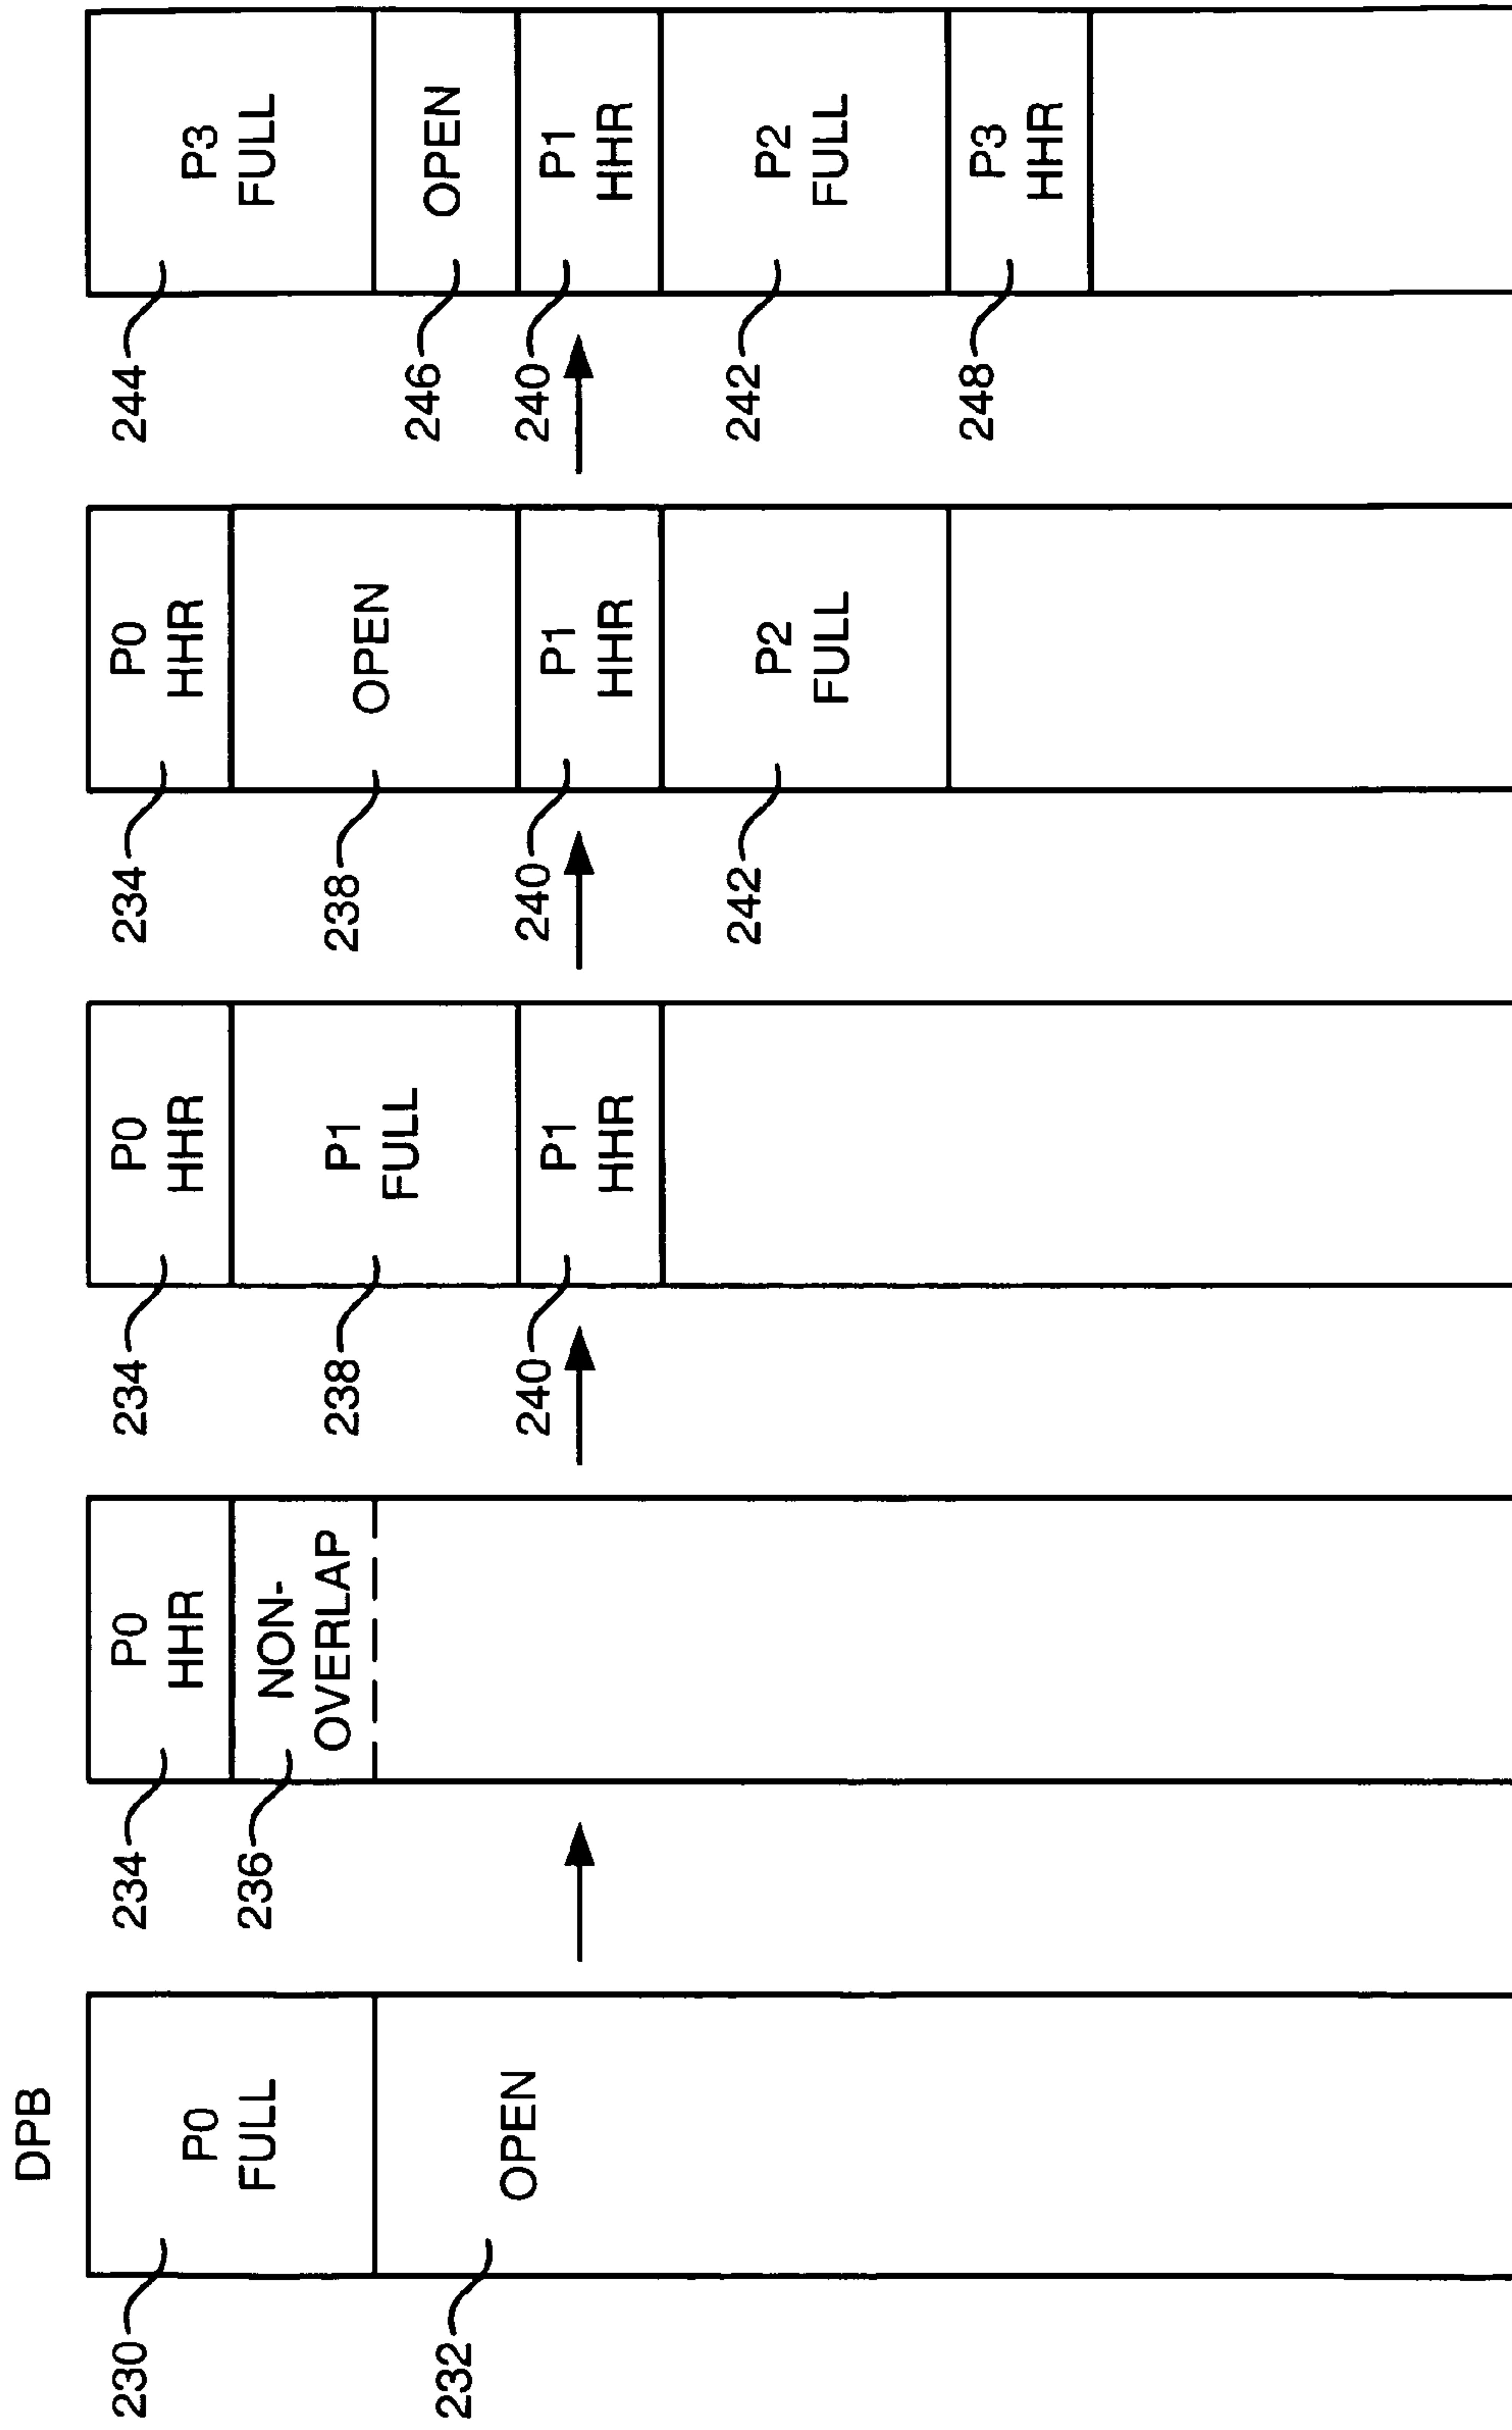 DPB
P0
FULL
OPEN
230
232
P0
HHR
NON-
OVERLAP
234
236
P0
HHR
P1
FULL
P1
HHR
234
238
240
P0
HHR
OPEN
P1
HHR
P2
FULL
234
238
240
242
P3
FULL
OPEN
P1
HHR
P2
FULL
P3
HHR
244
246
240
242
248